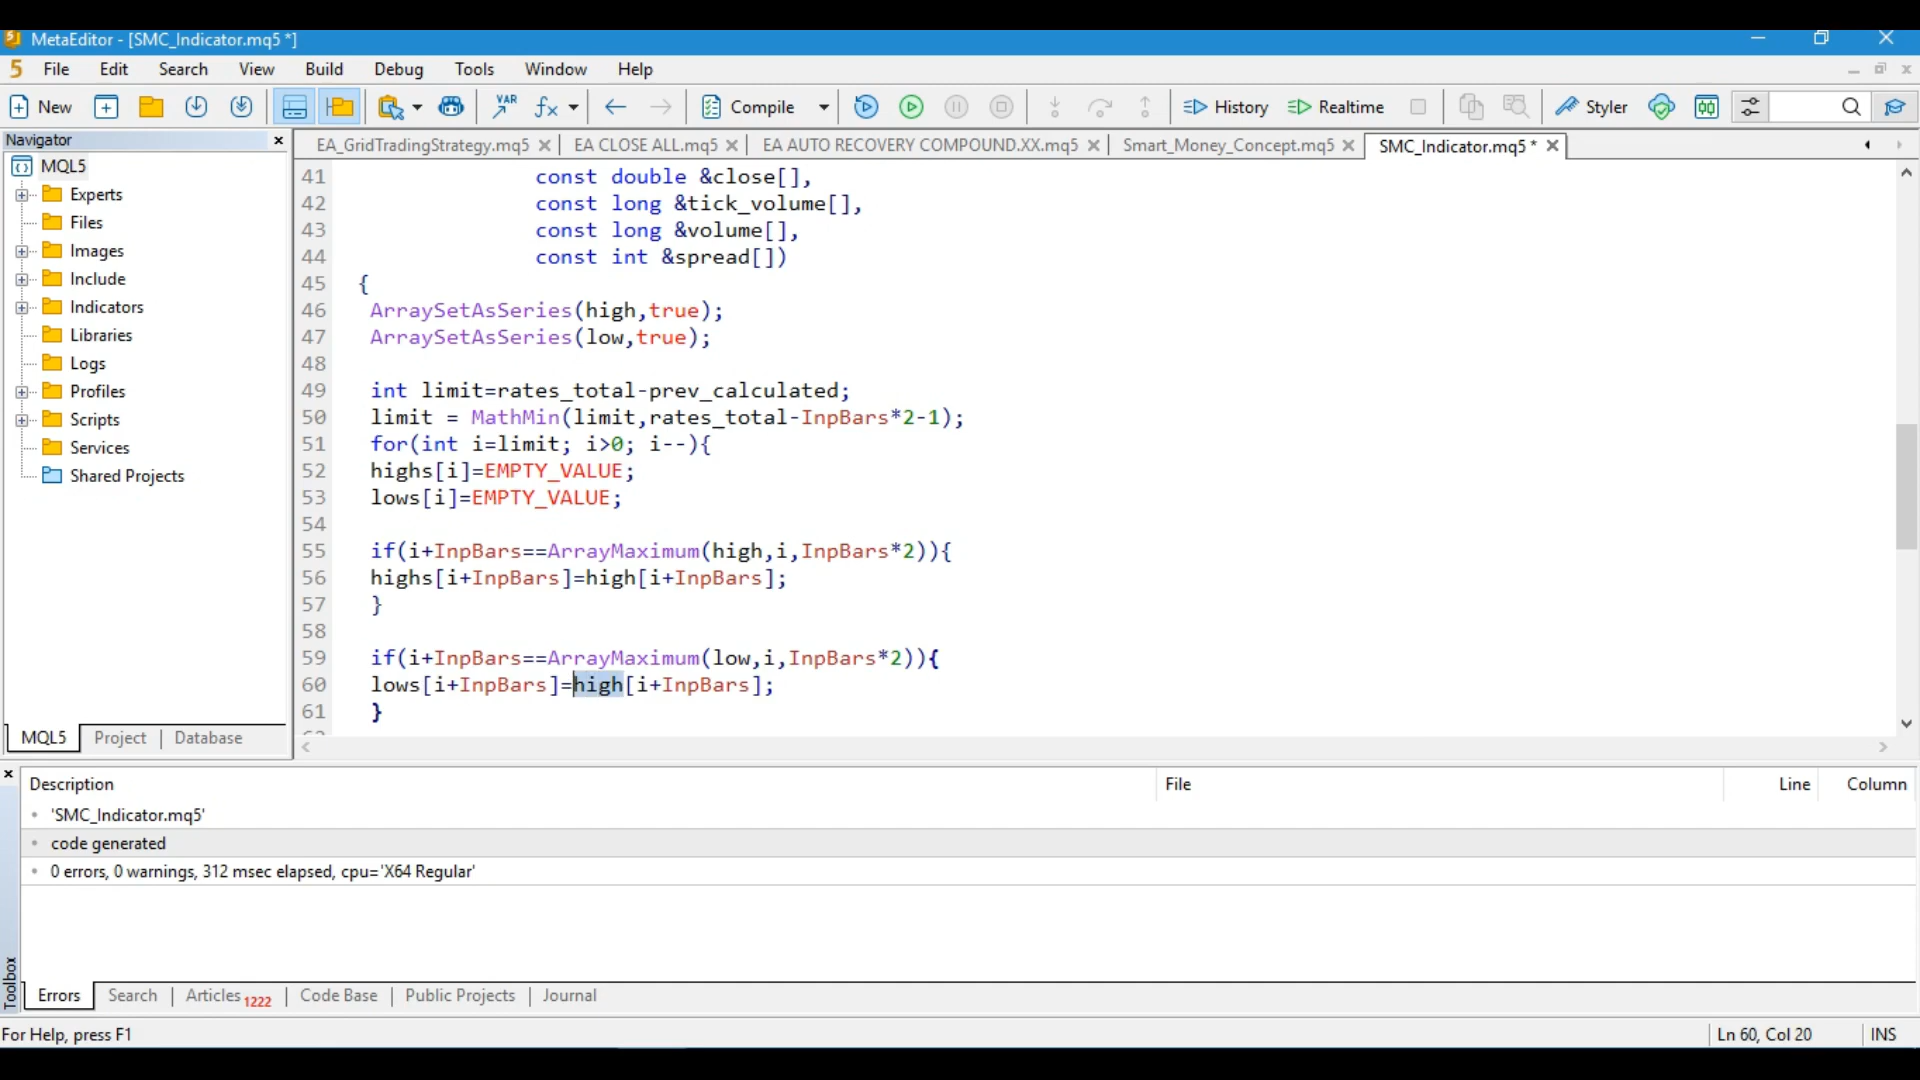 MetaEditor - [SMC_Indicator.mq5 *]
5 File Edit Search View Build Debug Tools Window Help
New VAR Compile History Realtime Styler
Navigator
EA_GridTradingStrategy.mq5 EA CLOSE ALL.mq5 EA AUTO RECOVERY COMPOUND.XX.mq5 Smart_Money_Concept.mq5 SMC_Indicator.mq5 *
MQL5
Experts
Files
Images
Include
Indicators
Libraries
Logs
Profiles
Scripts
Services
Shared Projects
MQL5 Project Database
41 const double &close[],
42 const long &tick_volume[],
43 const long &volume[],
44 const int &spread[])
45 {
46 ArraySetAsSeries(high,true);
47 ArraySetAsSeries(low,true);
48
49 int limit=rates_total-prev_calculated;
50 limit = MathMin(limit,rates_total-InpBars*2-1);
51 for(int i=limit; i>0; i--){
52 highs[i]=EMPTY_VALUE;
53 lows[i]=EMPTY_VALUE;
54
55 if(i+InpBars==ArrayMaximum(high,i,InpBars*2)){
56 highs[i+InpBars]=high[i+InpBars];
57 }
58
59 if(i+InpBars==ArrayMaximum(low,i,InpBars*2)){
60 lows[i+InpBars]=high[i+InpBars];
61 }
Description File Line Column
'SMC_Indicator.mq5'
code generated
0 errors, 0 warnings, 312 msec elapsed, cpu='X64 Regular'
Toolbox
Errors Search Articles 1222 Code Base Public Projects Journal
For Help, press F1 Ln 60, Col 20 INS